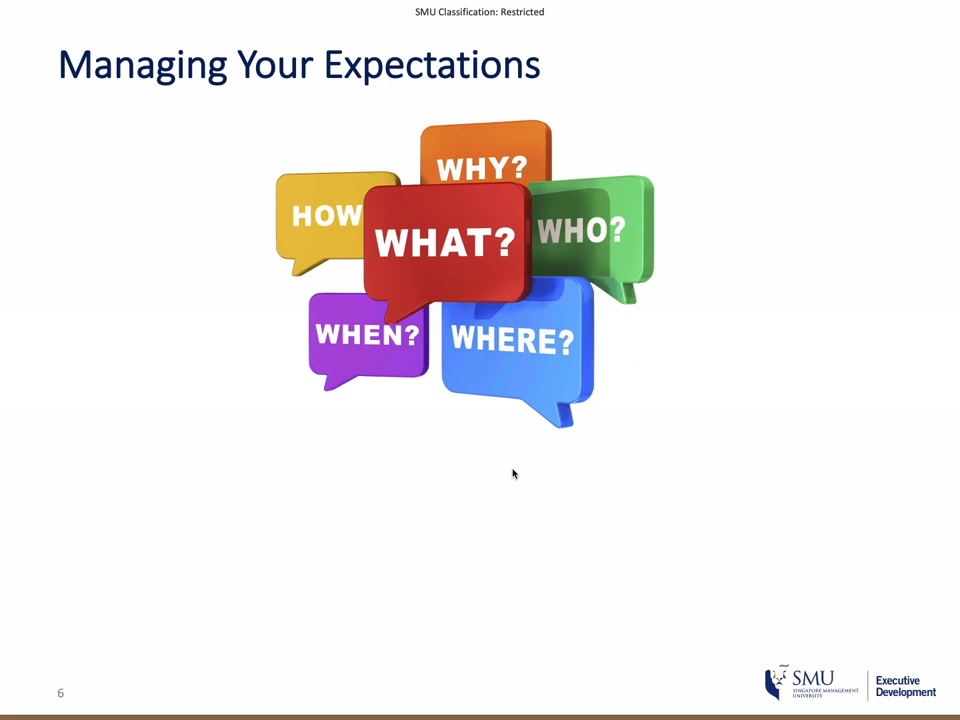 SMU Classification: Restricted
Managing Your Expectations
WHY?
HOW
WHAT?
WHO?
WHEN?
WHERE?
6
SMU
SINGAPORE MANAGEMENT
UNIVERSITY
Executive
Development